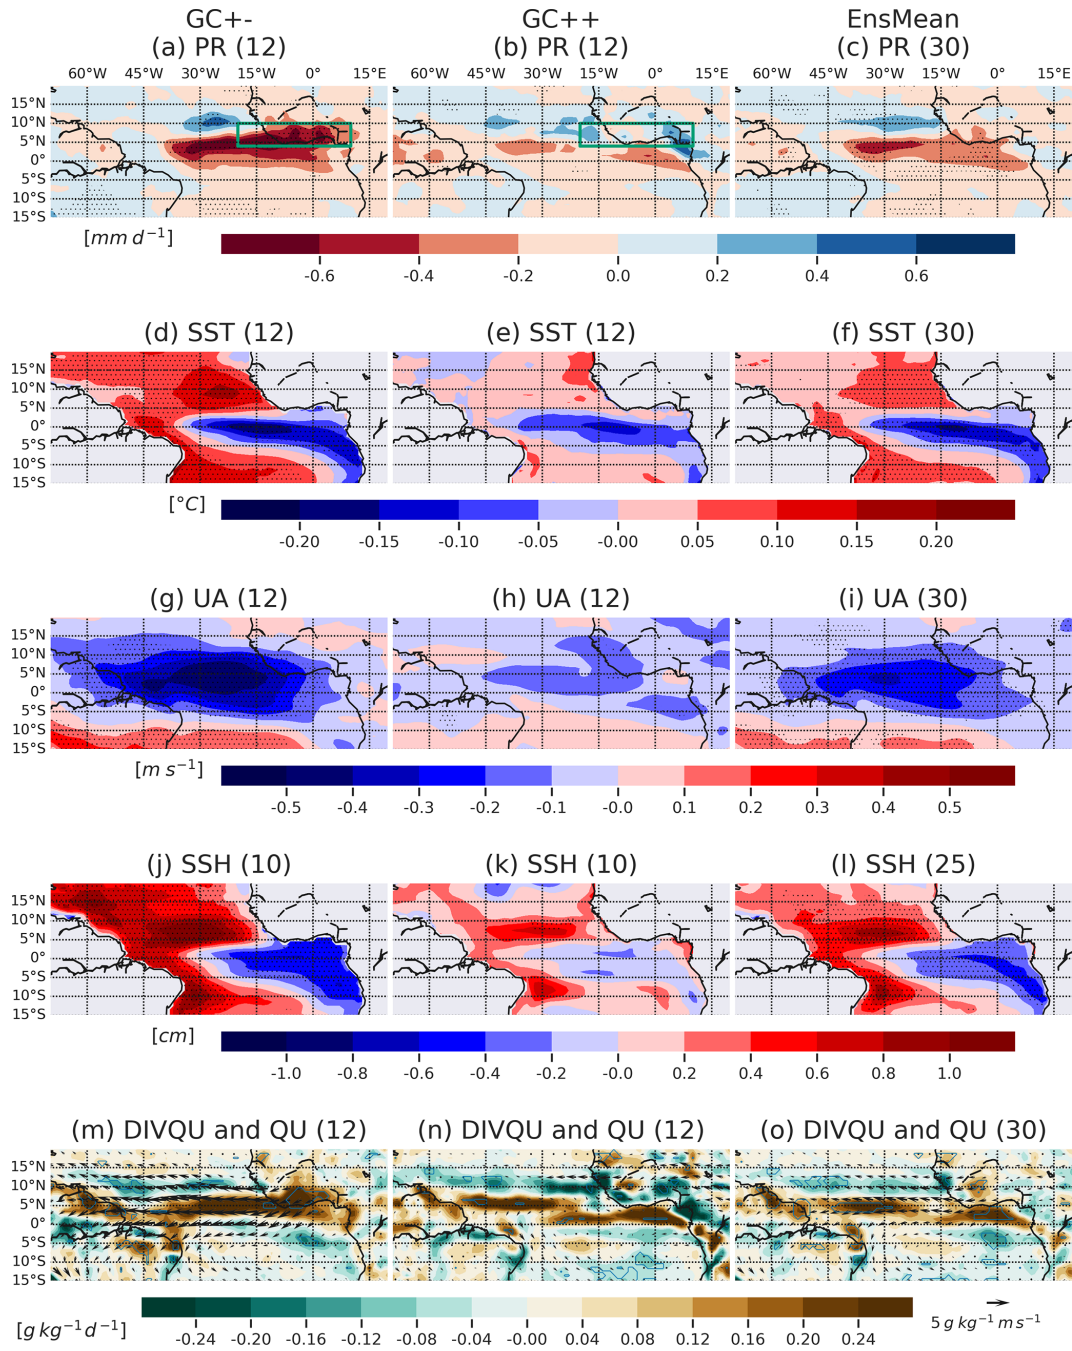 GC+- GC++ EnsMean
(a) PR (12) (b) PR (12) (c) PR (30)
60°W 45°W 30°W 15°W 0° 15°E 60°W 45°W 30°W 15°W 0° 15°E 60°W 45°W 30°W 15°W 0° 15°E
15°N
10°N
5°N
0°
5°S
10°S
15°S
[mm d⁻¹]
-0.6 -0.4 -0.2 0.0 0.2 0.4 0.6
(d) SST (12) (e) SST (12) (f) SST (30)
15°N
10°N
5°N
0°
5°S
10°S
15°S
[°C]
-0.20 -0.15 -0.10 -0.05 -0.00 0.05 0.10 0.15 0.20
(g) UA (12) (h) UA (12) (i) UA (30)
15°N
10°N
5°N
0°
5°S
10°S
15°S
[m s⁻¹]
-0.5 -0.4 -0.3 -0.2 -0.1 -0.0 0.1 0.2 0.3 0.4 0.5
(j) SSH (10) (k) SSH (10) (l) SSH (25)
15°N
10°N
5°N
0°
5°S
10°S
15°S
[cm]
-1.0 -0.8 -0.6 -0.4 -0.2 -0.0 0.2 0.4 0.6 0.8 1.0
(m) DIVQU and QU (12) (n) DIVQU and QU (12) (o) DIVQU and QU (30)
15°N
10°N
5°N
0°
5°S
10°S
15°S
[g kg⁻¹ d⁻¹]
-0.24 -0.20 -0.16 -0.12 -0.08 -0.04 -0.00 0.04 0.08 0.12 0.16 0.20 0.24
5 g kg⁻¹ m s⁻¹